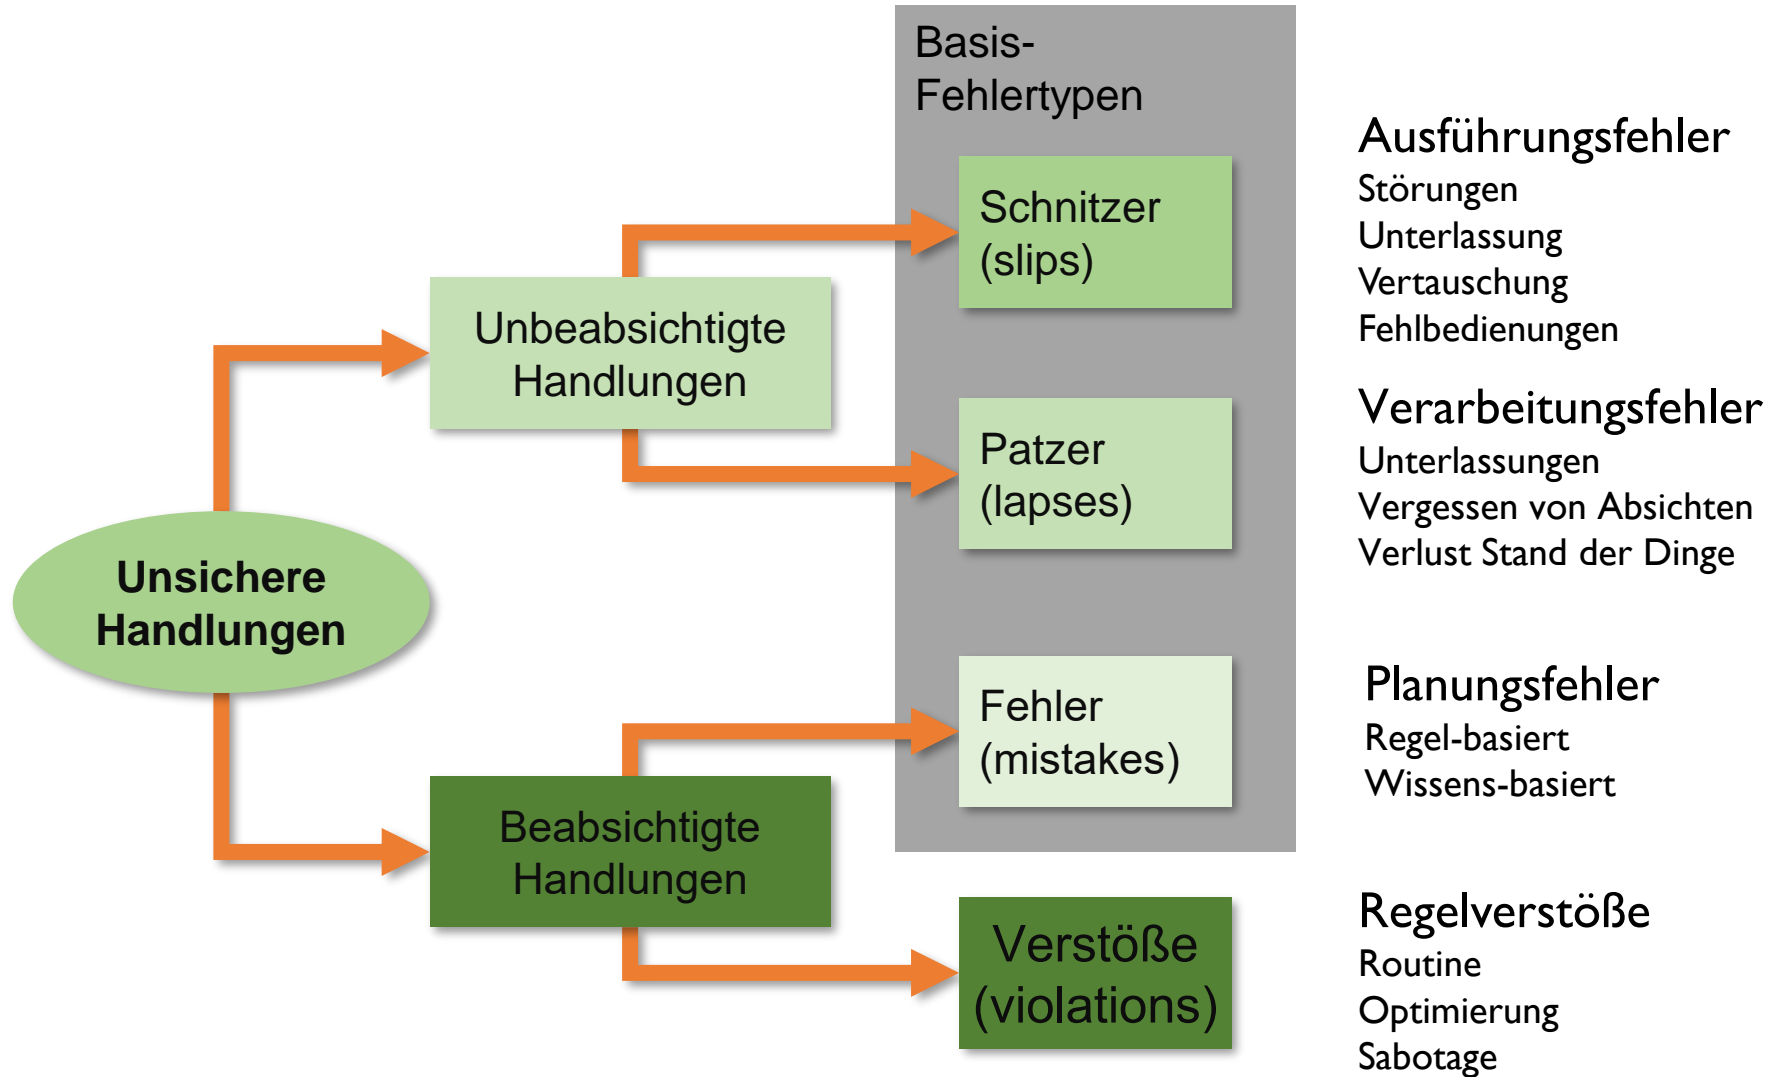 Basis-
Fehlertypen
Ausführungsfehler
Störungen
Unterlassung
Vertauschung
Fehlbedienungen
Schnitzer
(slips)
Unbeabsichtigte
Handlungen
Verarbeitungsfehler
Unterlassungen
Vergessen von Absichten
Verlust Stand der Dinge
Patzer
(lapses)
Unsichere
Handlungen
Planungsfehler
Regel-basiert
Wissens-basiert
Fehler
(mistakes)
Beabsichtigte
Handlungen
Regelverstöße
Routine
Optimierung
Sabotage
Verstöße
(violations)